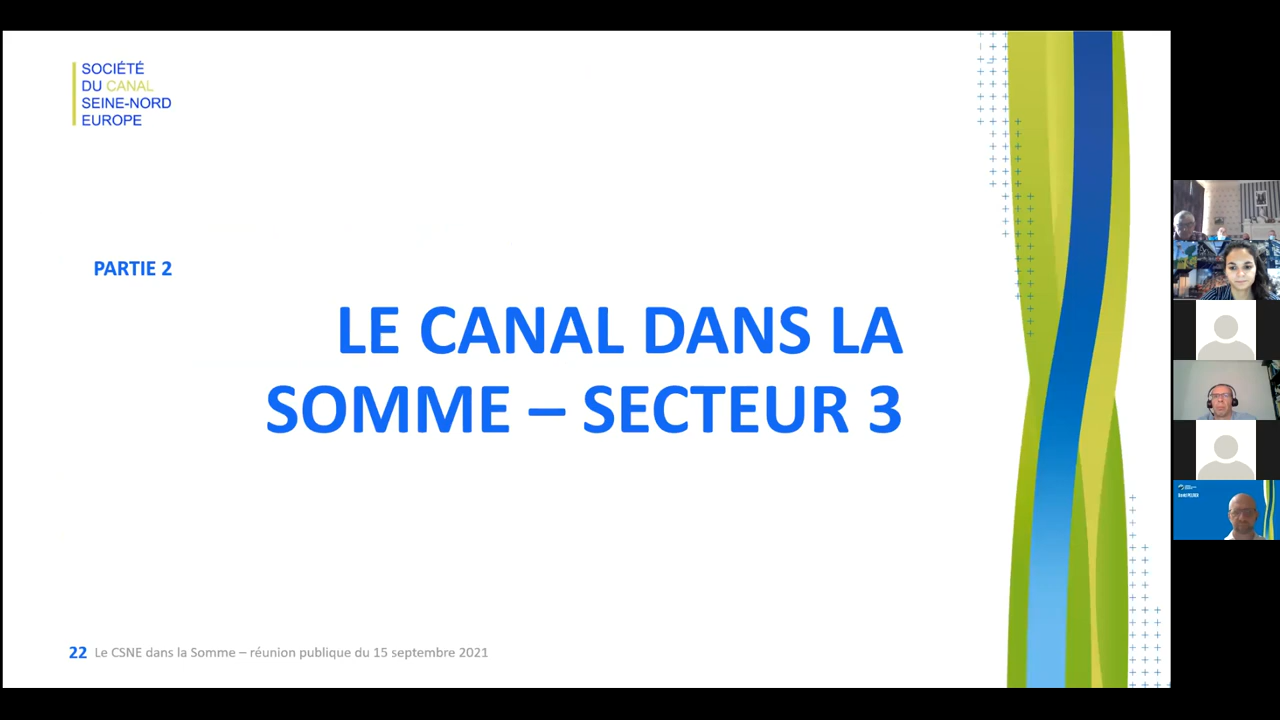 SOCIÉTÉ
DU CANAL
SEINE-NORD
EUROPE
PARTIE 2
LE CANAL DANS LA
SOMME – SECTEUR 3
22 Le CSNE dans la Somme – réunion publique du 15 septembre 2021